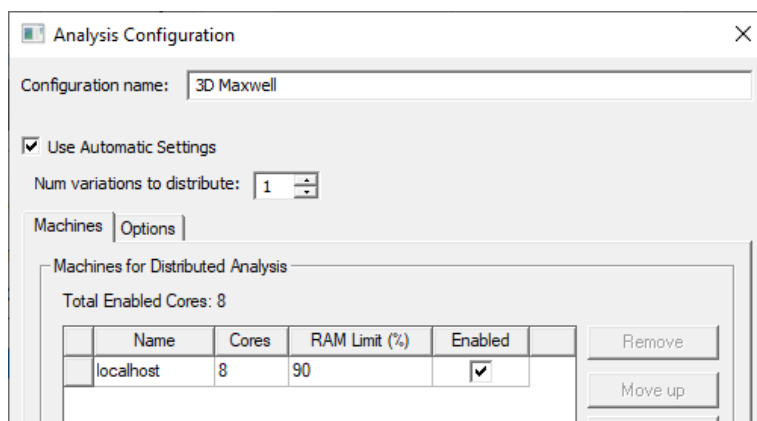 Analysis Configuration
Configuration name: 3D Maxwell
Use Automatic Settings
Num variations to distribute: 1
Machines Options
Machines for Distributed Analysis
Total Enabled Cores: 8
Name Cores RAM Limit (%) Enabled
Remove
localhost 8 90
Move up